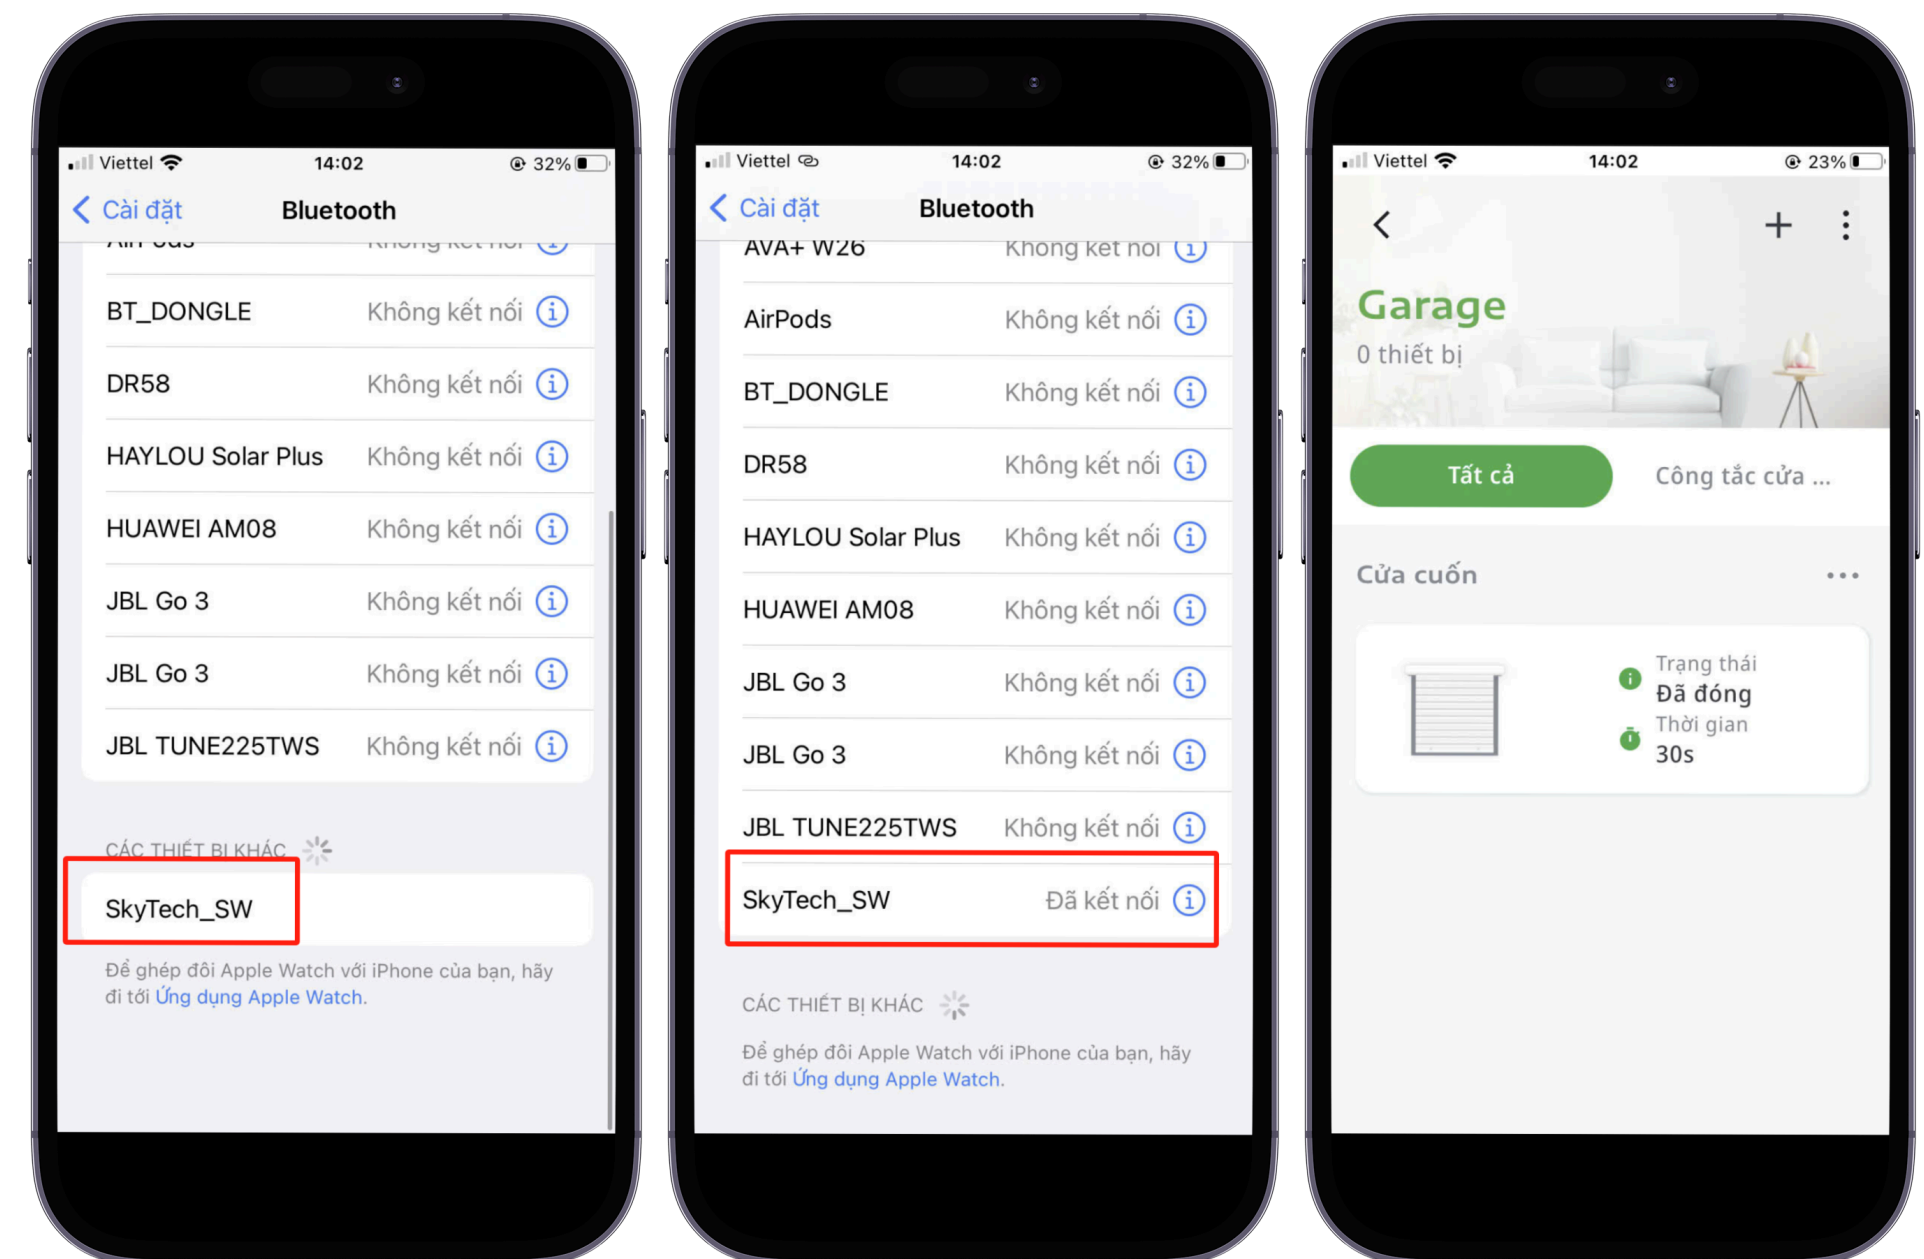 Viettel 14:02 32%
Cài đặt Bluetooth
AirPods Không kết nối
BT_DONGLE Không kết nối
DR58 Không kết nối
HAYLOU Solar Plus Không kết nối
HUAWEI AM08 Không kết nối
JBL Go 3 Không kết nối
JBL Go 3 Không kết nối
JBL TUNE225TWS Không kết nối
CÁC THIẾT BỊ KHÁC
SkyTech_SW
Để ghép đôi Apple Watch với iPhone của bạn, hãy
đi tới Ứng dụng Apple Watch.
Viettel 14:02 32%
Cài đặt Bluetooth
AVA+ W26 Không kết nối
AirPods Không kết nối
BT_DONGLE Không kết nối
DR58 Không kết nối
HAYLOU Solar Plus Không kết nối
HUAWEI AM08 Không kết nối
JBL Go 3 Không kết nối
JBL Go 3 Không kết nối
JBL TUNE225TWS Không kết nối
SkyTech_SW Đã kết nối
CÁC THIẾT BỊ KHÁC
Để ghép đôi Apple Watch với iPhone của bạn, hãy
đi tới Ứng dụng Apple Watch.
Viettel 14:02 23%
Garage
0 thiết bị
Tất cả Công tắc cửa ...
Cửa cuốn
Trạng thái
Đã đóng
Thời gian
30s